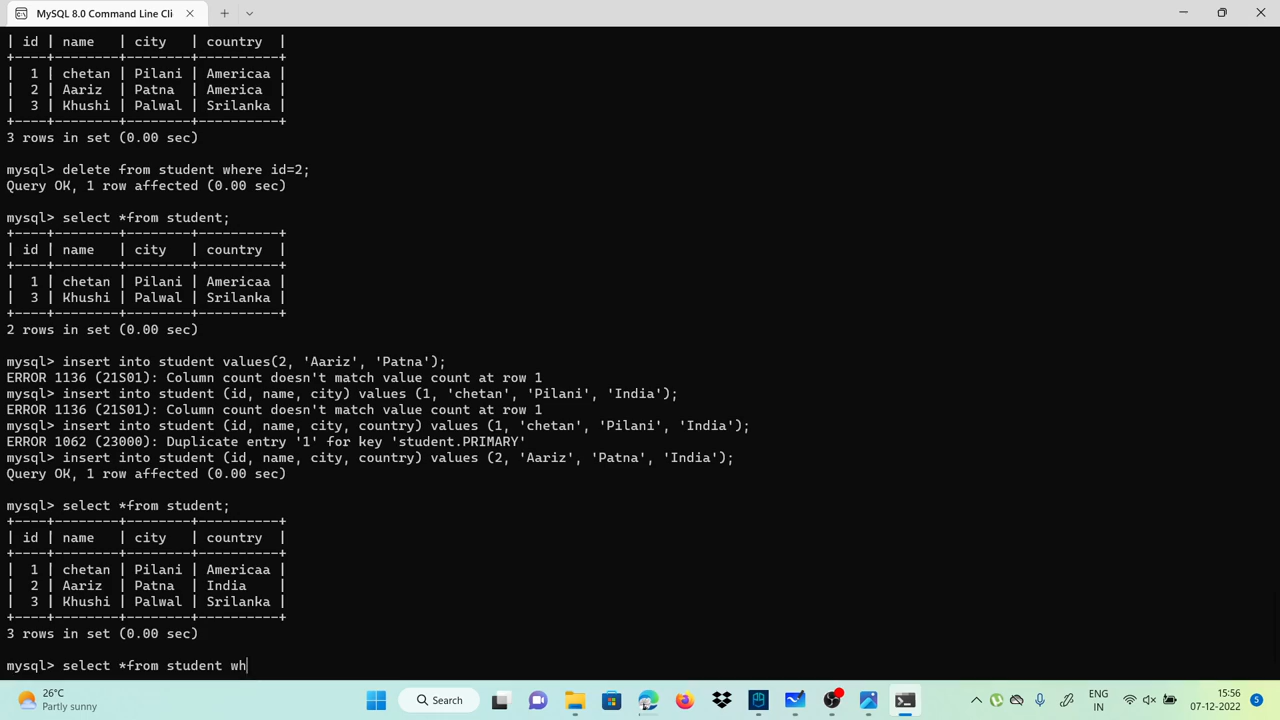 MySQL 8.0 Command Line Cli
| id | name   | city   | country  |
+----+--------+--------+----------+
|  1 | chetan | Pilani | Americaa |
|  2 | Aariz  | Patna  | America  |
|  3 | Khushi | Palwal | Srilanka |
+----+--------+--------+----------+
3 rows in set (0.00 sec)
mysql> delete from student where id=2;
Query OK, 1 row affected (0.00 sec)
mysql> select *from student;
+----+--------+--------+----------+
| id | name   | city   | country  |
+----+--------+--------+----------+
|  1 | chetan | Pilani | Americaa |
|  3 | Khushi | Palwal | Srilanka |
+----+--------+--------+----------+
2 rows in set (0.00 sec)
mysql> insert into student values(2, 'Aariz', 'Patna');
ERROR 1136 (21S01): Column count doesn't match value count at row 1
mysql> insert into student (id, name, city) values (1, 'chetan', 'Pilani', 'India');
ERROR 1136 (21S01): Column count doesn't match value count at row 1
mysql> insert into student (id, name, city, country) values (1, 'chetan', 'Pilani', 'India');
ERROR 1062 (23000): Duplicate entry '1' for key 'student.PRIMARY'
mysql> insert into student (id, name, city, country) values (2, 'Aariz', 'Patna', 'India');
Query OK, 1 row affected (0.00 sec)
mysql> select *from student;
+----+--------+--------+----------+
| id | name   | city   | country  |
+----+--------+--------+----------+
|  1 | chetan | Pilani | Americaa |
|  2 | Aariz  | Patna  | India    |
|  3 | Khushi | Palwal | Srilanka |
+----+--------+--------+----------+
3 rows in set (0.00 sec)
mysql> select *from student wh
26°C
Partly sunny
Search
ENG
IN
15:56
07-12-2022
5